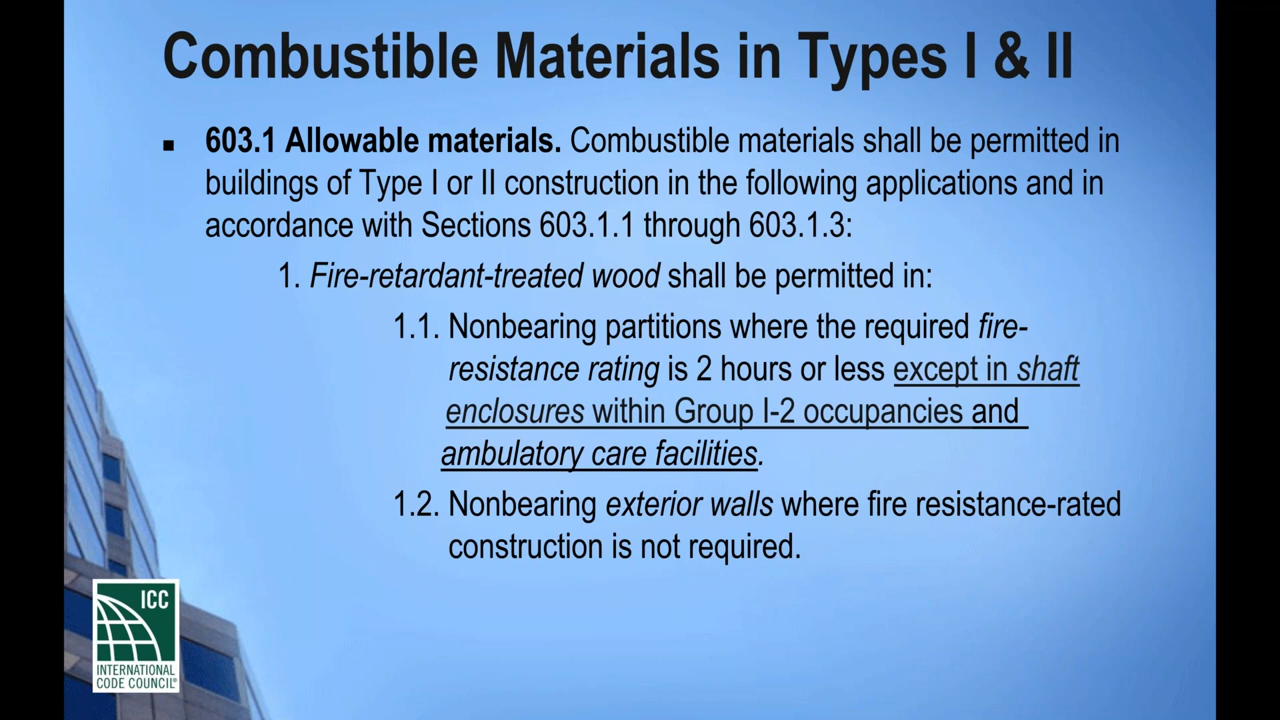 Combustible Materials in Types I & II
▪ 603.1 Allowable materials. Combustible materials shall be permitted in
buildings of Type I or II construction in the following applications and in
accordance with Sections 603.1.1 through 603.1.3:
1. Fire-retardant-treated wood shall be permitted in:
1.1. Nonbearing partitions where the required fire-
resistance rating is 2 hours or less except in shaft
enclosures within Group I-2 occupancies and
ambulatory care facilities.
1.2. Nonbearing exterior walls where fire resistance-rated
construction is not required.
ICC
INTERNATIONAL
CODE COUNCIL®